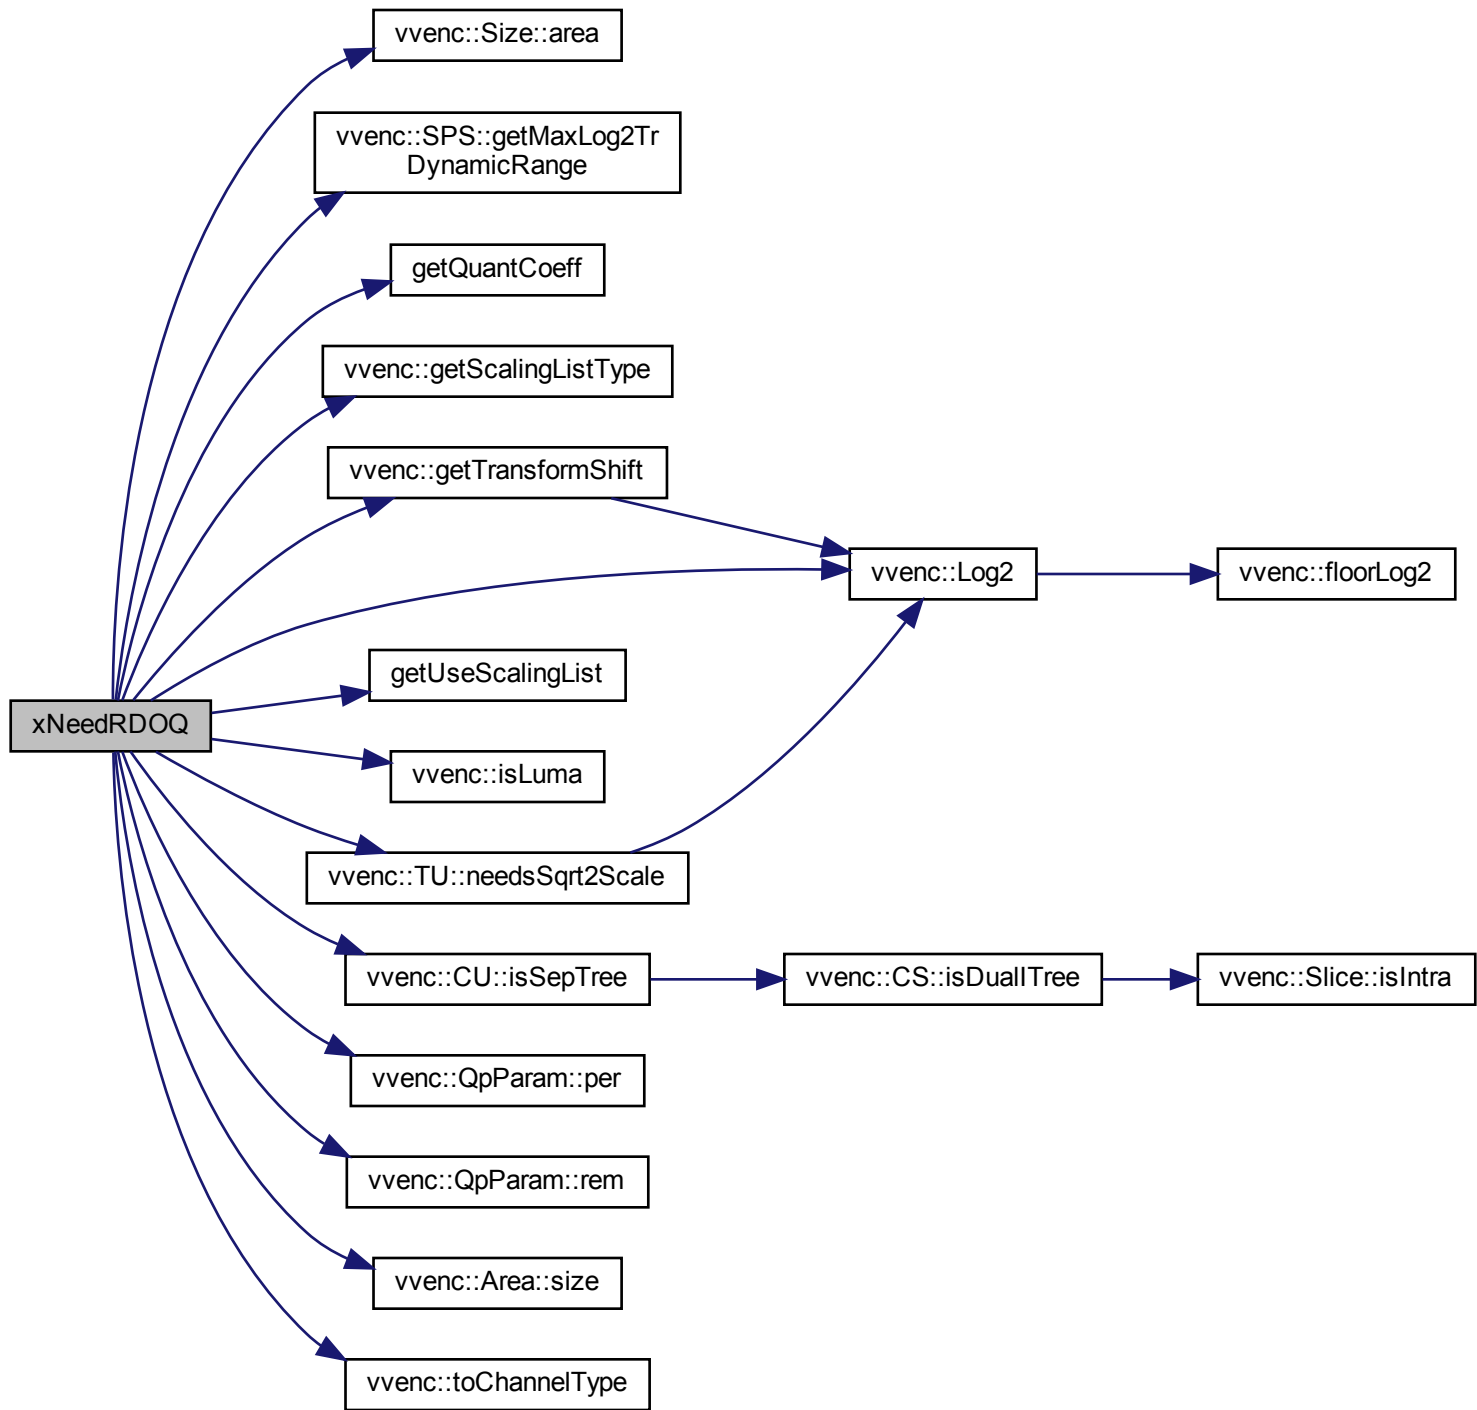 vvenc::Size::area
vvenc::SPS::getMaxLog2Tr
DynamicRange
getQuantCoeff
vvenc::getScalingListType
vvenc::getTransformShift
vvenc::Log2
vvenc::floorLog2
getUseScalingList
xNeedRDOQ
vvenc::isLuma
vvenc::TU::needsSqrt2Scale
vvenc::CU::isSepTree
vvenc::CS::isDualITree
vvenc::Slice::isIntra
vvenc::QpParam::per
vvenc::QpParam::rem
vvenc::Area::size
vvenc::toChannelType